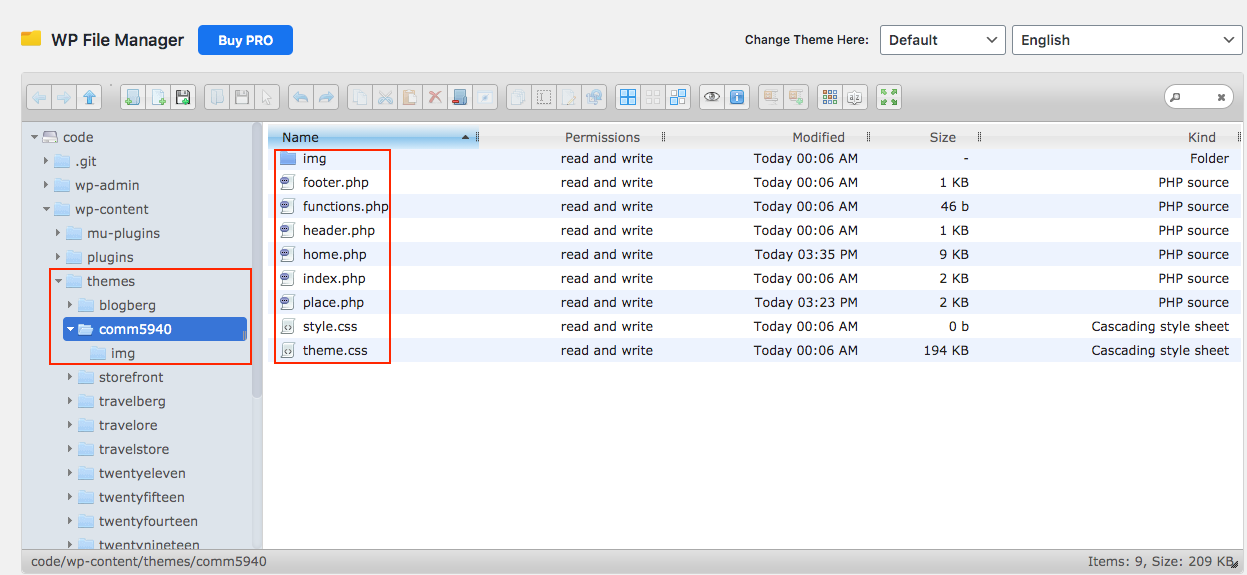 WP File Manager Buy PRO Change Theme Here: Default English
code
.git
wp-admin
wp-content
mu-plugins
plugins
themes
blogberg
comm5940
img
storefront
travelberg
travelore
travelstore
twentyeleven
twentyfifteen
twentyfourteen
twentynineteen
Name Permissions Modified Size Kind
img read and write Today 00:06 AM - Folder
footer.php read and write Today 00:06 AM 1 KB PHP source
functions.php read and write Today 00:06 AM 46 b PHP source
header.php read and write Today 00:06 AM 1 KB PHP source
home.php read and write Today 03:35 PM 9 KB PHP source
index.php read and write Today 00:06 AM 2 KB PHP source
place.php read and write Today 03:23 PM 2 KB PHP source
style.css read and write Today 00:06 AM 0 b Cascading style sheet
theme.css read and write Today 00:06 AM 194 KB Cascading style sheet
code/wp-content/themes/comm5940 Items: 9, Size: 209 KB